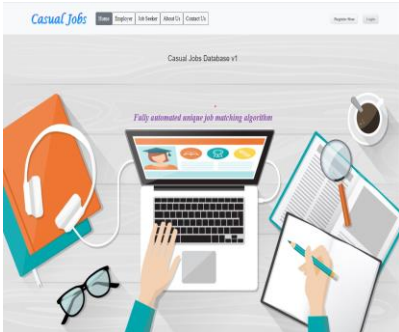 Casual Jobs
Home Employer Job Seeker About Us Contact Us
Register Now Login
Casual Jobs Database v1
Fully automated unique job matching algorithm